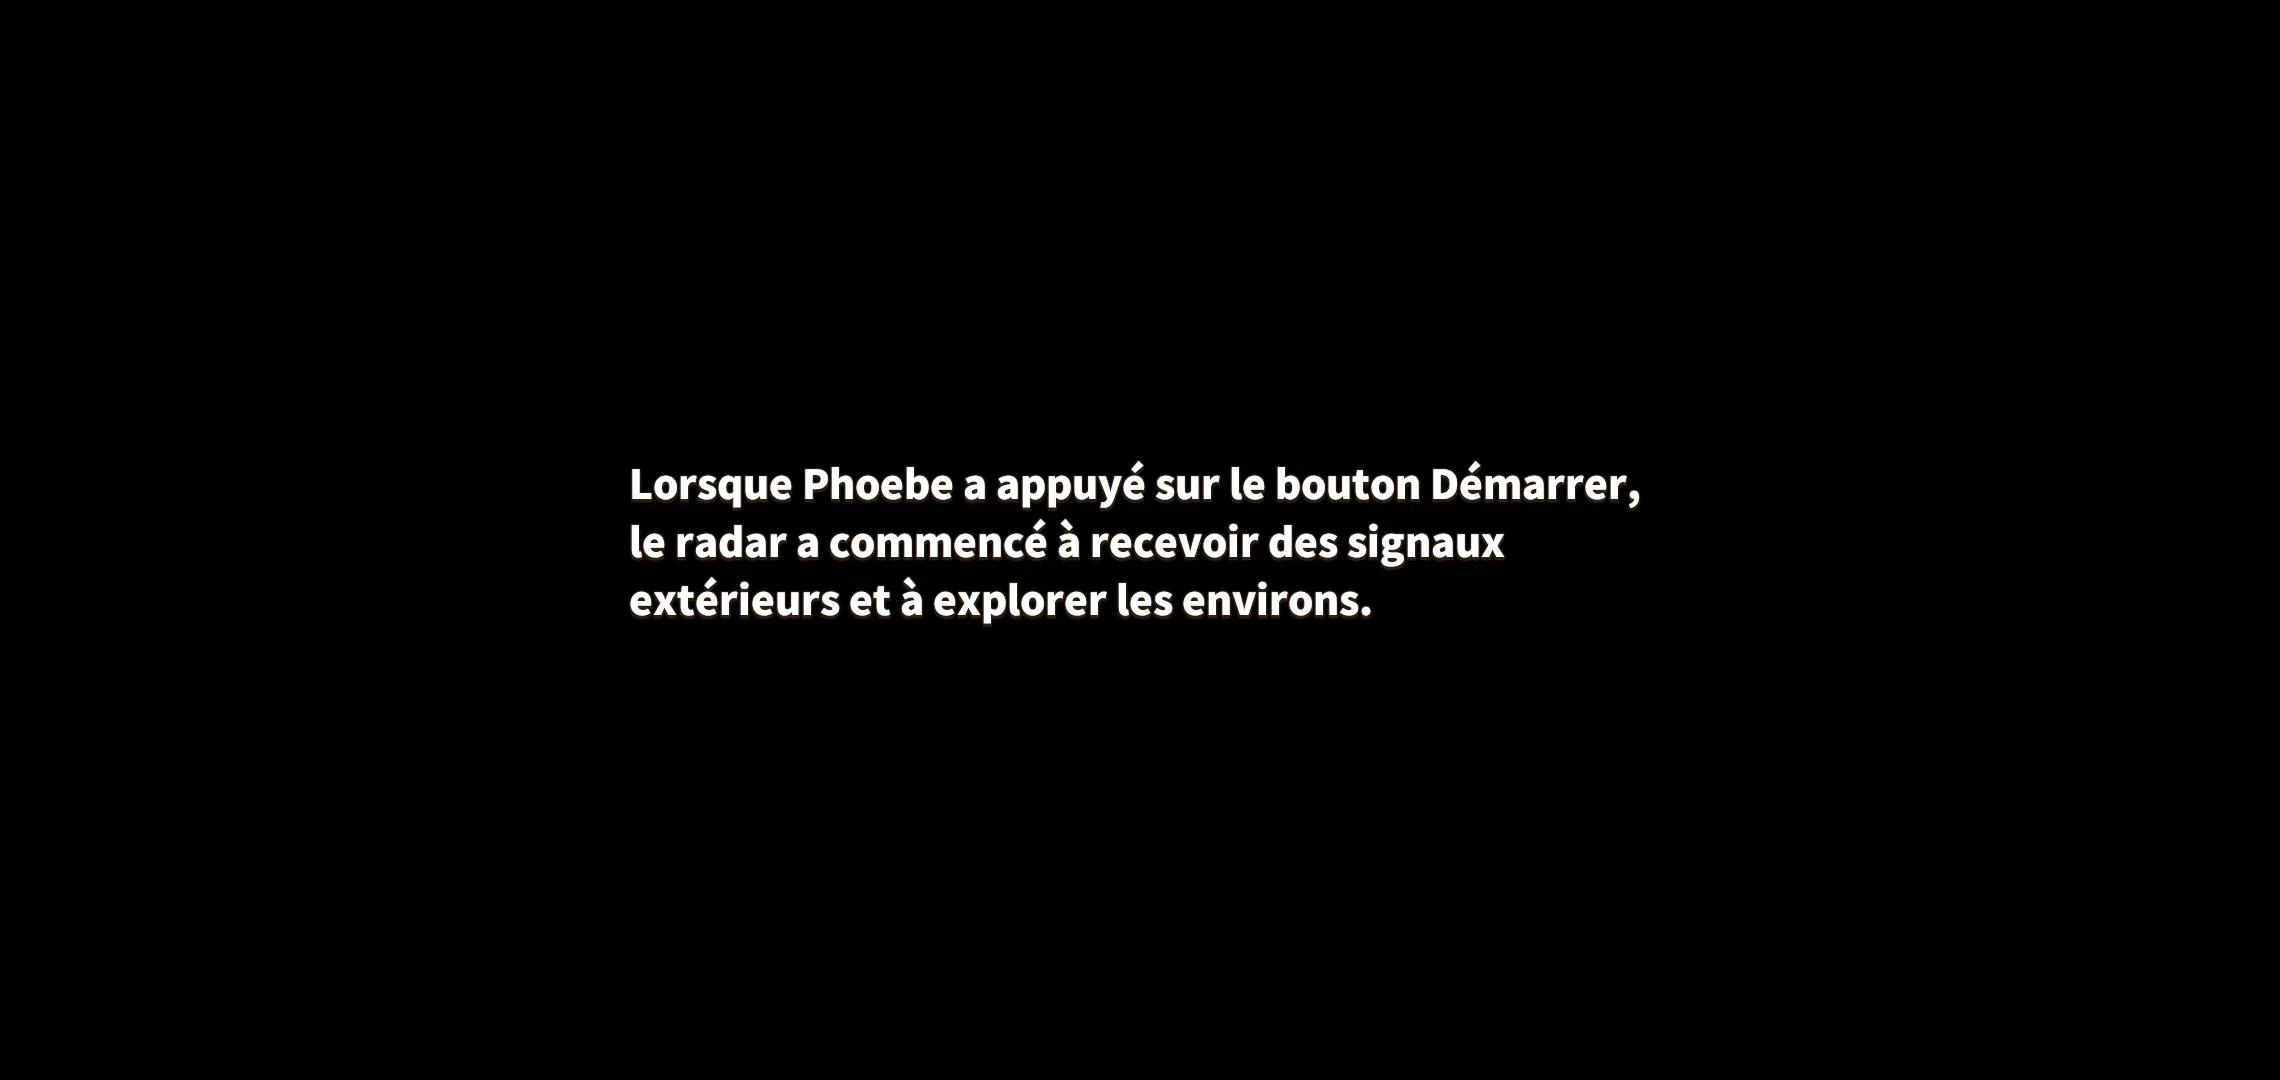 Lorsque Phoebe a appuyé sur le bouton Démarrer,
le radar a commencé à recevoir des signaux
extérieurs et à explorer les environs.